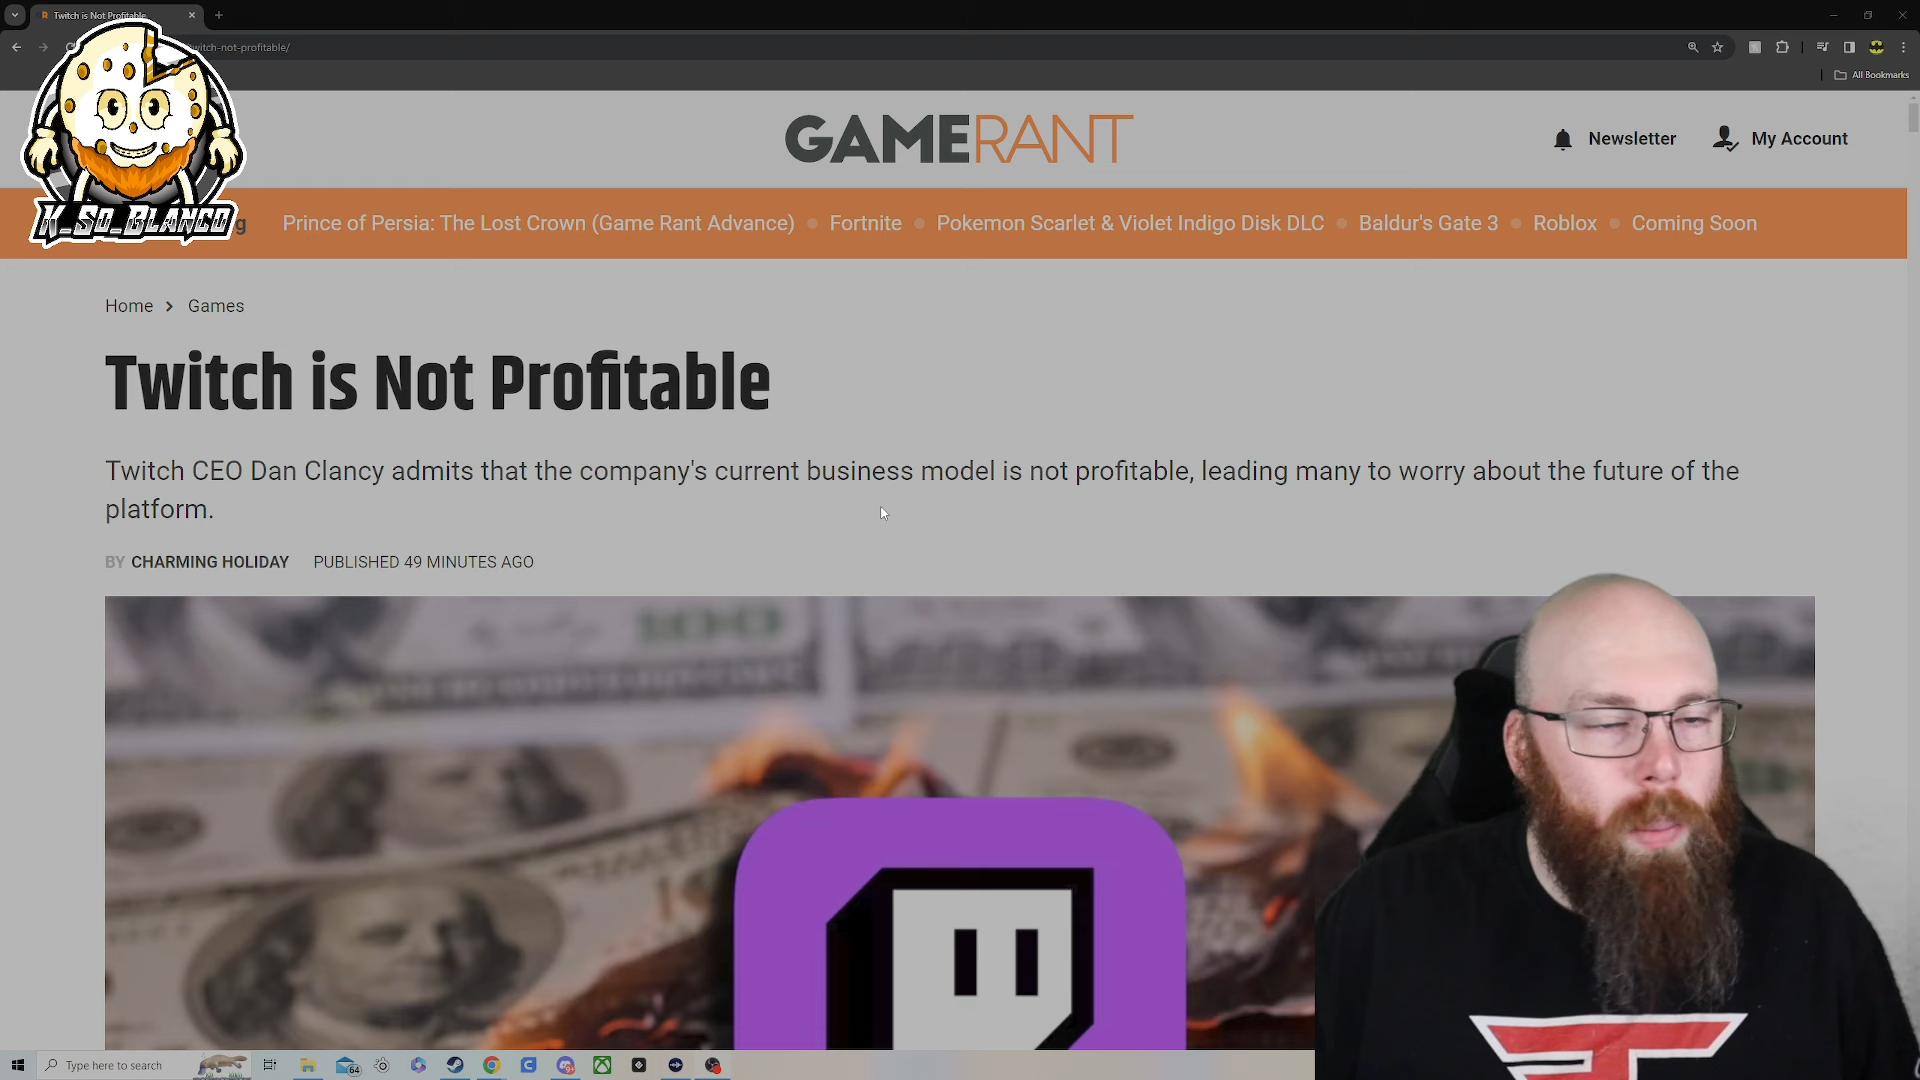 Twitch is Not Profitable
witch-not-profitable/
All Bookmarks
GAMERANT
Newsletter
My Account
K_So_Blanco
g Prince of Persia: The Lost Crown (Game Rant Advance) Fortnite Pokemon Scarlet & Violet Indigo Disk DLC Baldur's Gate 3 Roblox Coming Soon
Home > Games
Twitch is Not Profitable
Twitch CEO Dan Clancy admits that the company's current business model is not profitable, leading many to worry about the future of the
platform.
BY CHARMING HOLIDAY PUBLISHED 49 MINUTES AGO
100
Type here to search
64
9+